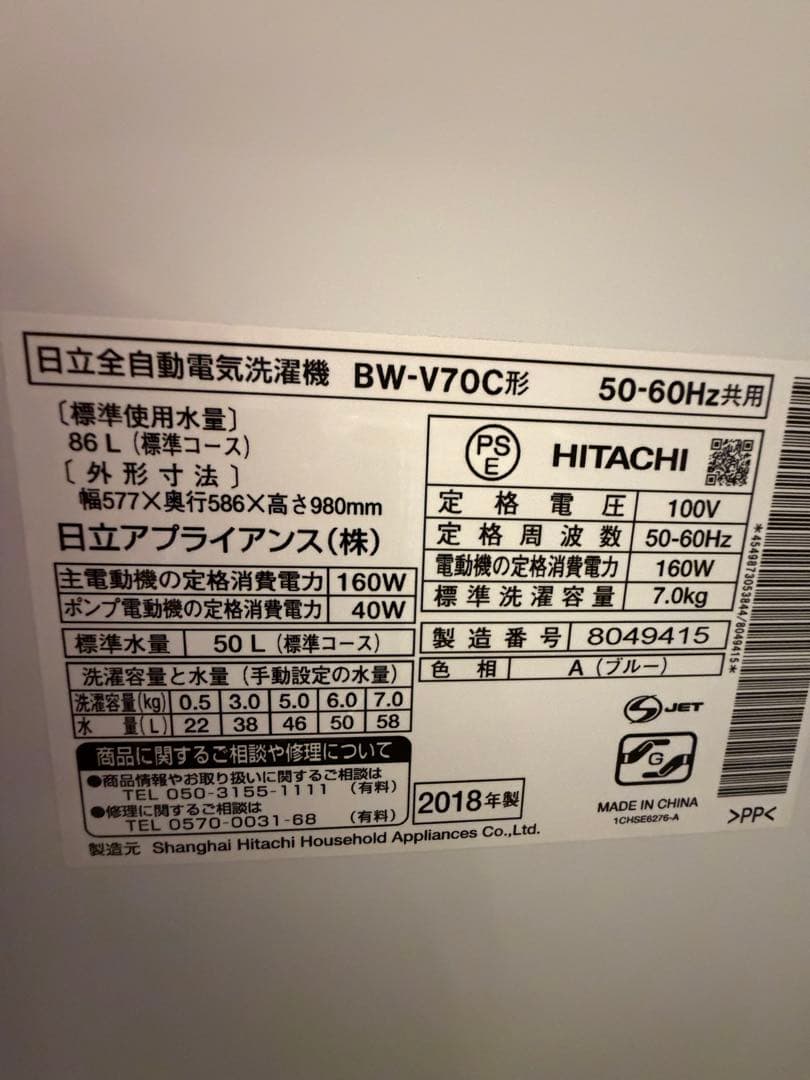 日立全自動電気洗濯機 BW-V70C形 50-60Hz共用
〔標準使用水量〕
86 L（標準コース）
〔外形寸法〕
幅577×奥行586×高さ980mm
日立アプライアンス(株)
主電動機の定格消費電力 160W
ポンプ電動機の定格消費電力 40W
標準水量 50 L（標準コース）
洗濯容量と水量（手動設定の水量）
洗濯容量(kg) 0.5 3.0 5.0 6.0 7.0
水量(L) 22 38 46 50 58
商品に関するご相談や修理について
●商品情報やお取り扱いに関するご相談は
TEL 050-3155-1111 （有料）
●修理に関するご相談は
TEL 0570-0031-68 （有料）
2018年製
製造元 Shanghai Hitachi Household Appliances Co.,Ltd.
PS
E
HITACHI
定格電圧 100V
定格周波数 50-60Hz
電動機の定格消費電力 160W
標準洗濯容量 7.0kg
製造番号 8049415
色相 A（ブルー）
S JET
G
MADE IN CHINA
1CHSE6276-A
>PP<
*4549873053844/8049415*